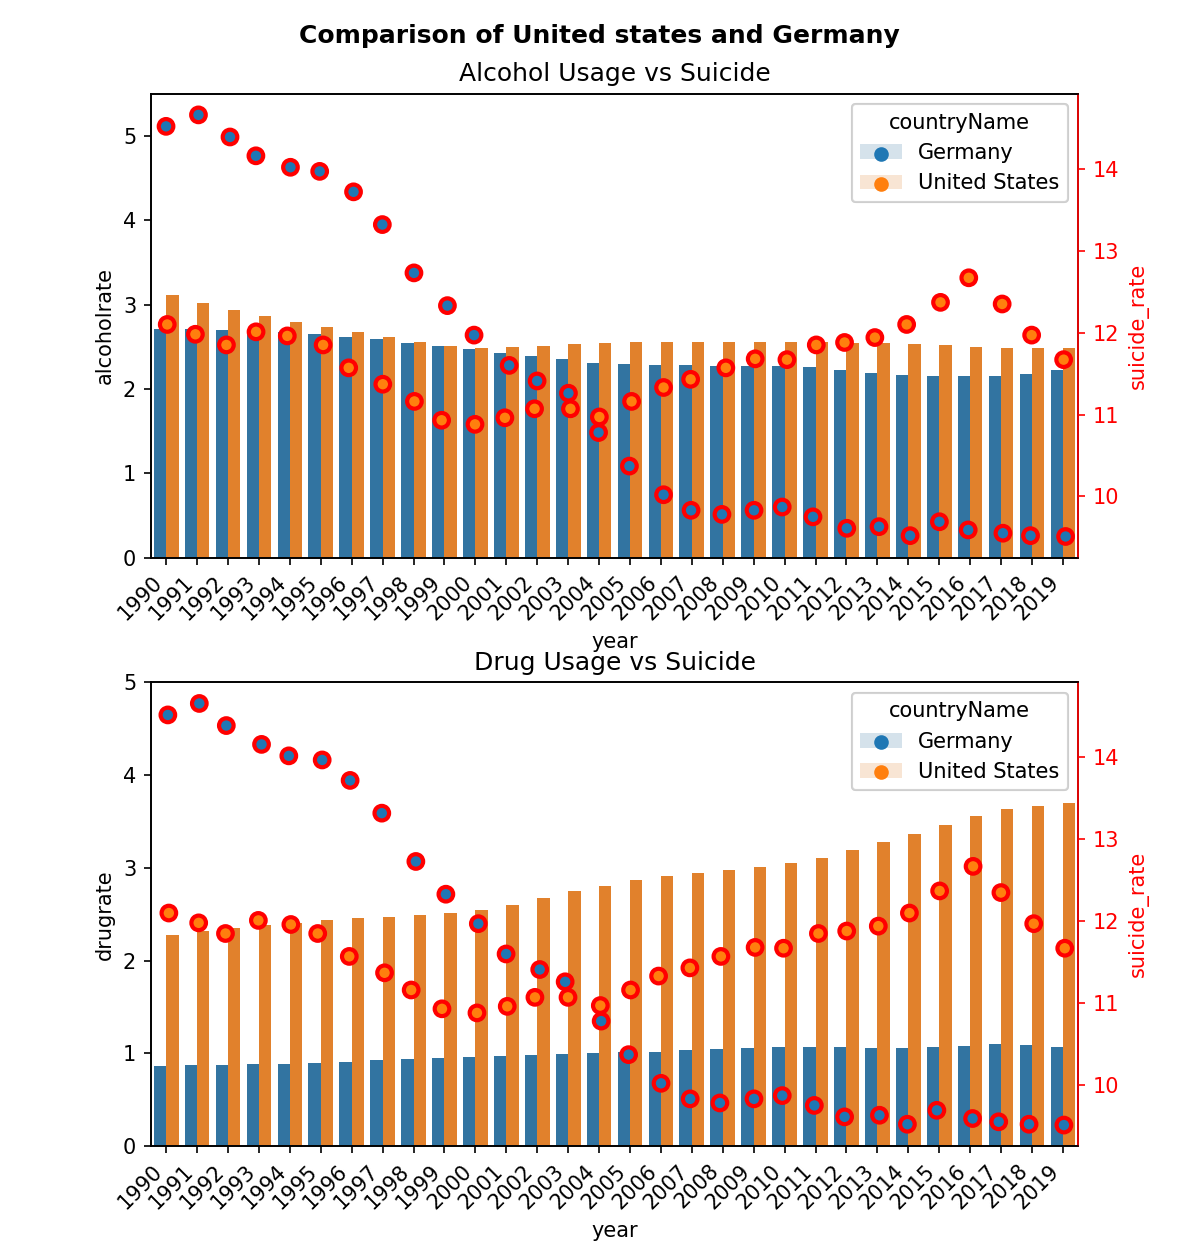 Comparison of United states and Germany
Alcohol Usage vs Suicide
countryName
Germany
United States
5
4
3
2
1
0
alcoholrate
14
13
12
11
10
suicide_rate
1990 1991 1992 1993 1994 1995 1996 1997 1998 1999 2000 2001 2002 2003 2004 2005 2006 2007 2008 2009 2010 2011 2012 2013 2014 2015 2016 2017 2018 2019
year
Drug Usage vs Suicide
countryName
Germany
United States
5
4
3
2
1
0
drugrate
14
13
12
11
10
suicide_rate
1990 1991 1992 1993 1994 1995 1996 1997 1998 1999 2000 2001 2002 2003 2004 2005 2006 2007 2008 2009 2010 2011 2012 2013 2014 2015 2016 2017 2018 2019
year